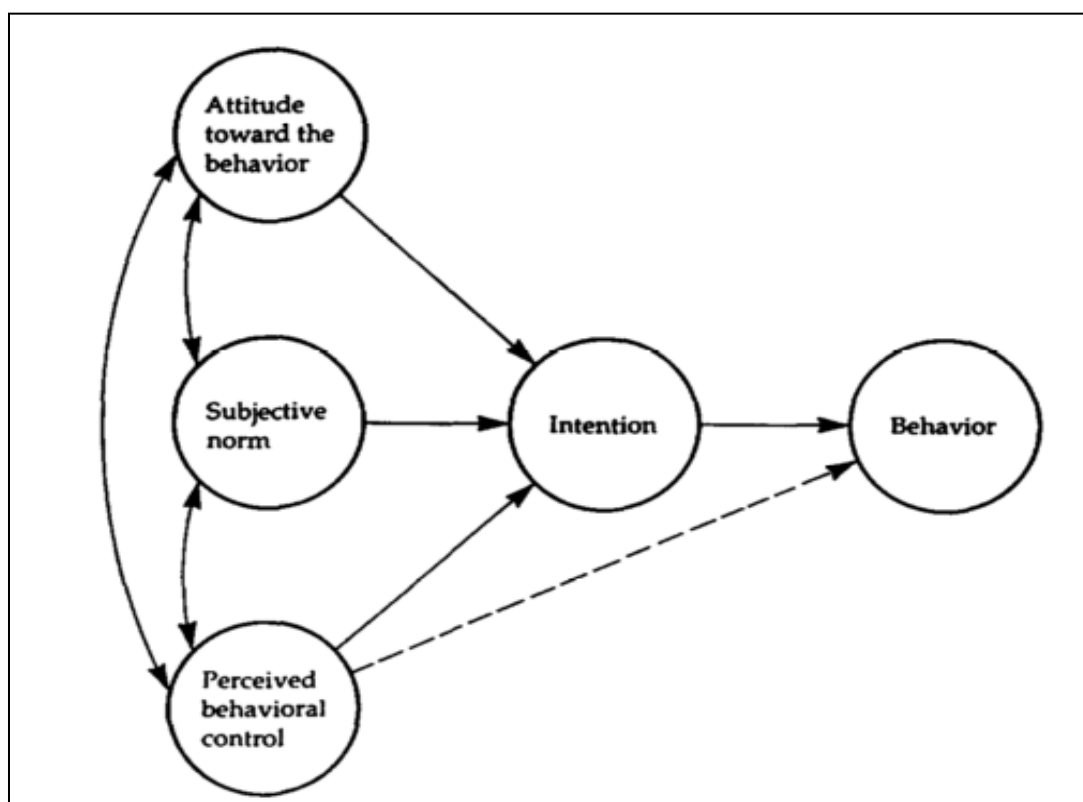 Attitude
toward the
behavior
Subjective
norm
Intention
Behavior
Perceived
behavioral
control